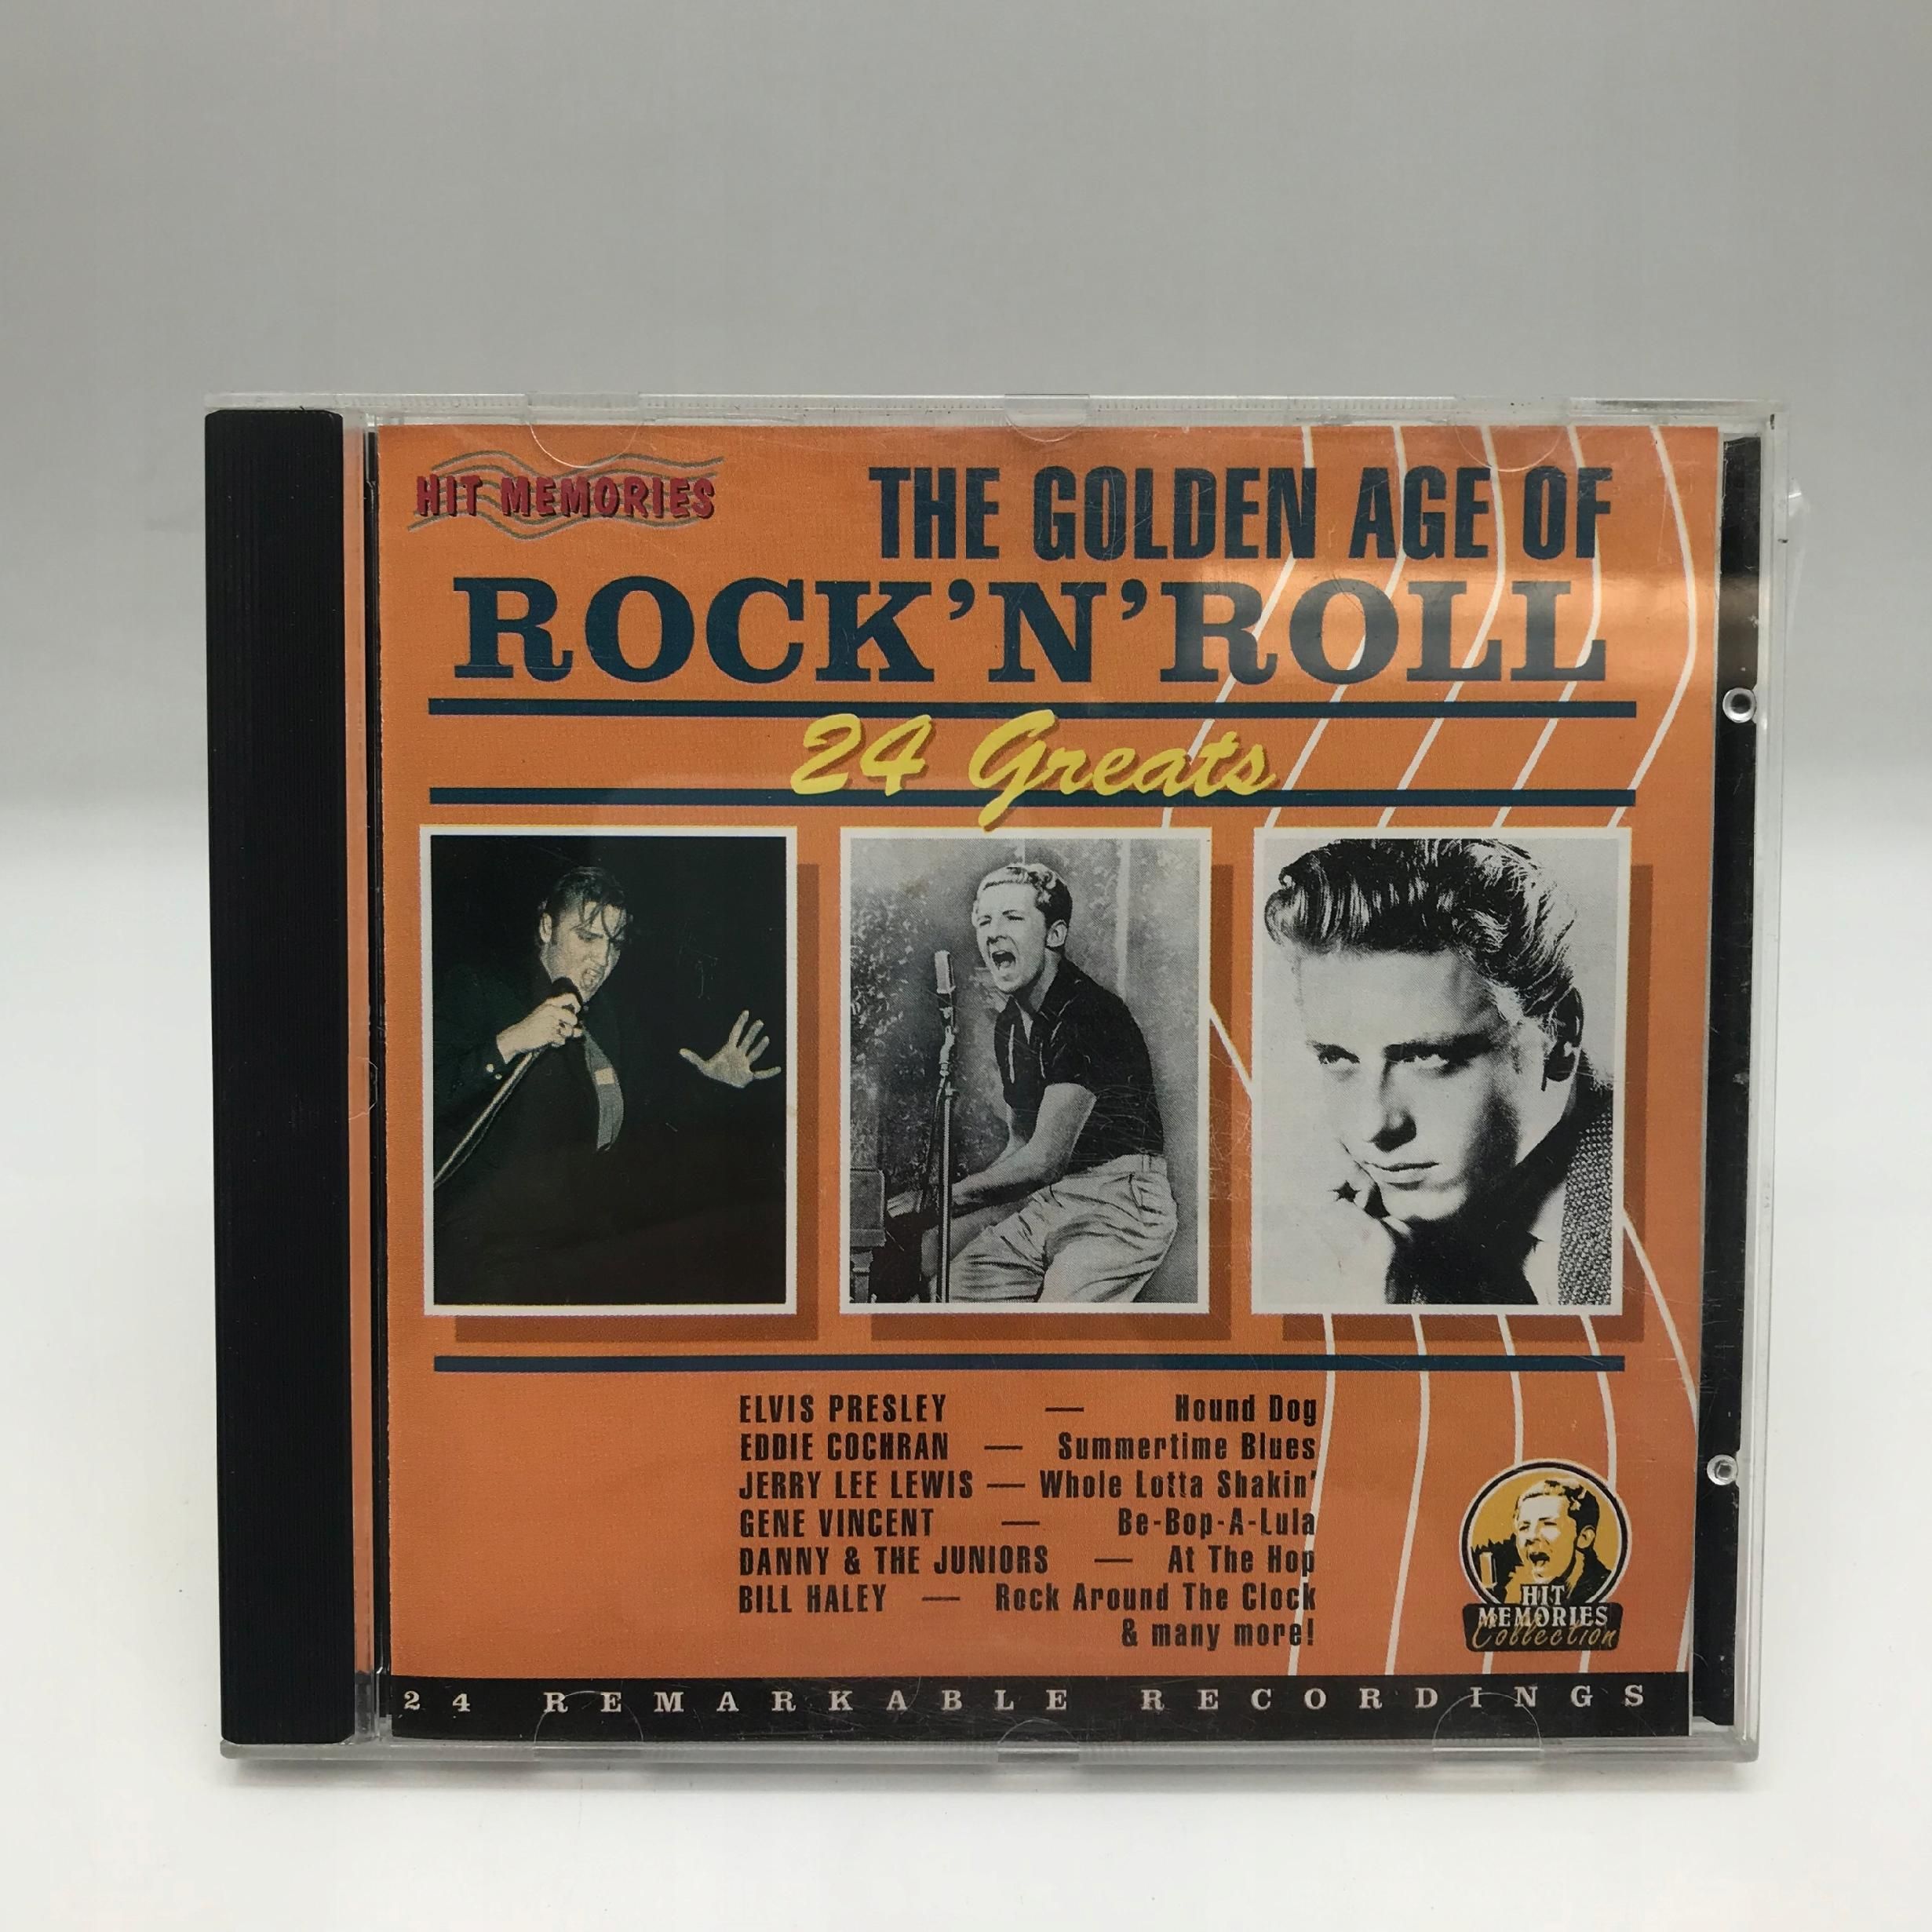 HIT MEMORIES
THE GOLDEN AGE OF
ROCK'N'ROLL
24 Greats
ELVIS PRESLEY — Hound Dog
EDDIE COCHRAN — Summertime Blues
JERRY LEE LEWIS — Whole Lotta Shakin'
GENE VINCENT — Be-Bop-A-Lula
DANNY & THE JUNIORS — At The Hop
BILL HALEY — Rock Around The Clock
& many more!
HIT
MEMORIES
Collection
24 REMARKABLE RECORDINGS